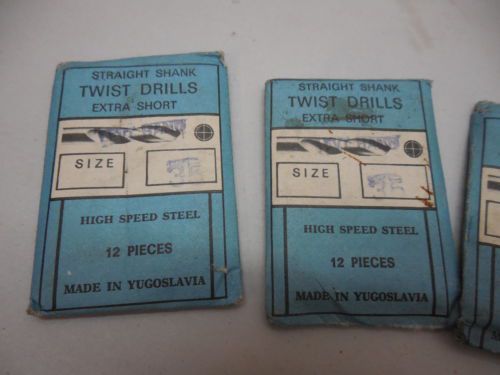 STRAIGHT SHANK
TWIST DRILLS
EXTRA SHORT
SIZE
HIGH SPEED STEEL
12 PIECES
MADE IN YUGOSLAVIA
STRAIGHT SHANK
TWIST DRILLS
EXTRA SHORT
SIZE
HIGH SPEED STEEL
12 PIECES
MADE IN YUGOSLAVIA